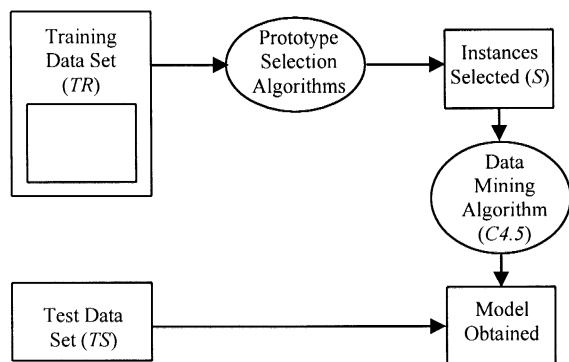 Training
Data Set
(TR)
Prototype
Selection
Algorithms
Instances
Selected (S)
Data
Mining
Algorithm
(C4.5)
Test Data
Set (TS)
Model
Obtained